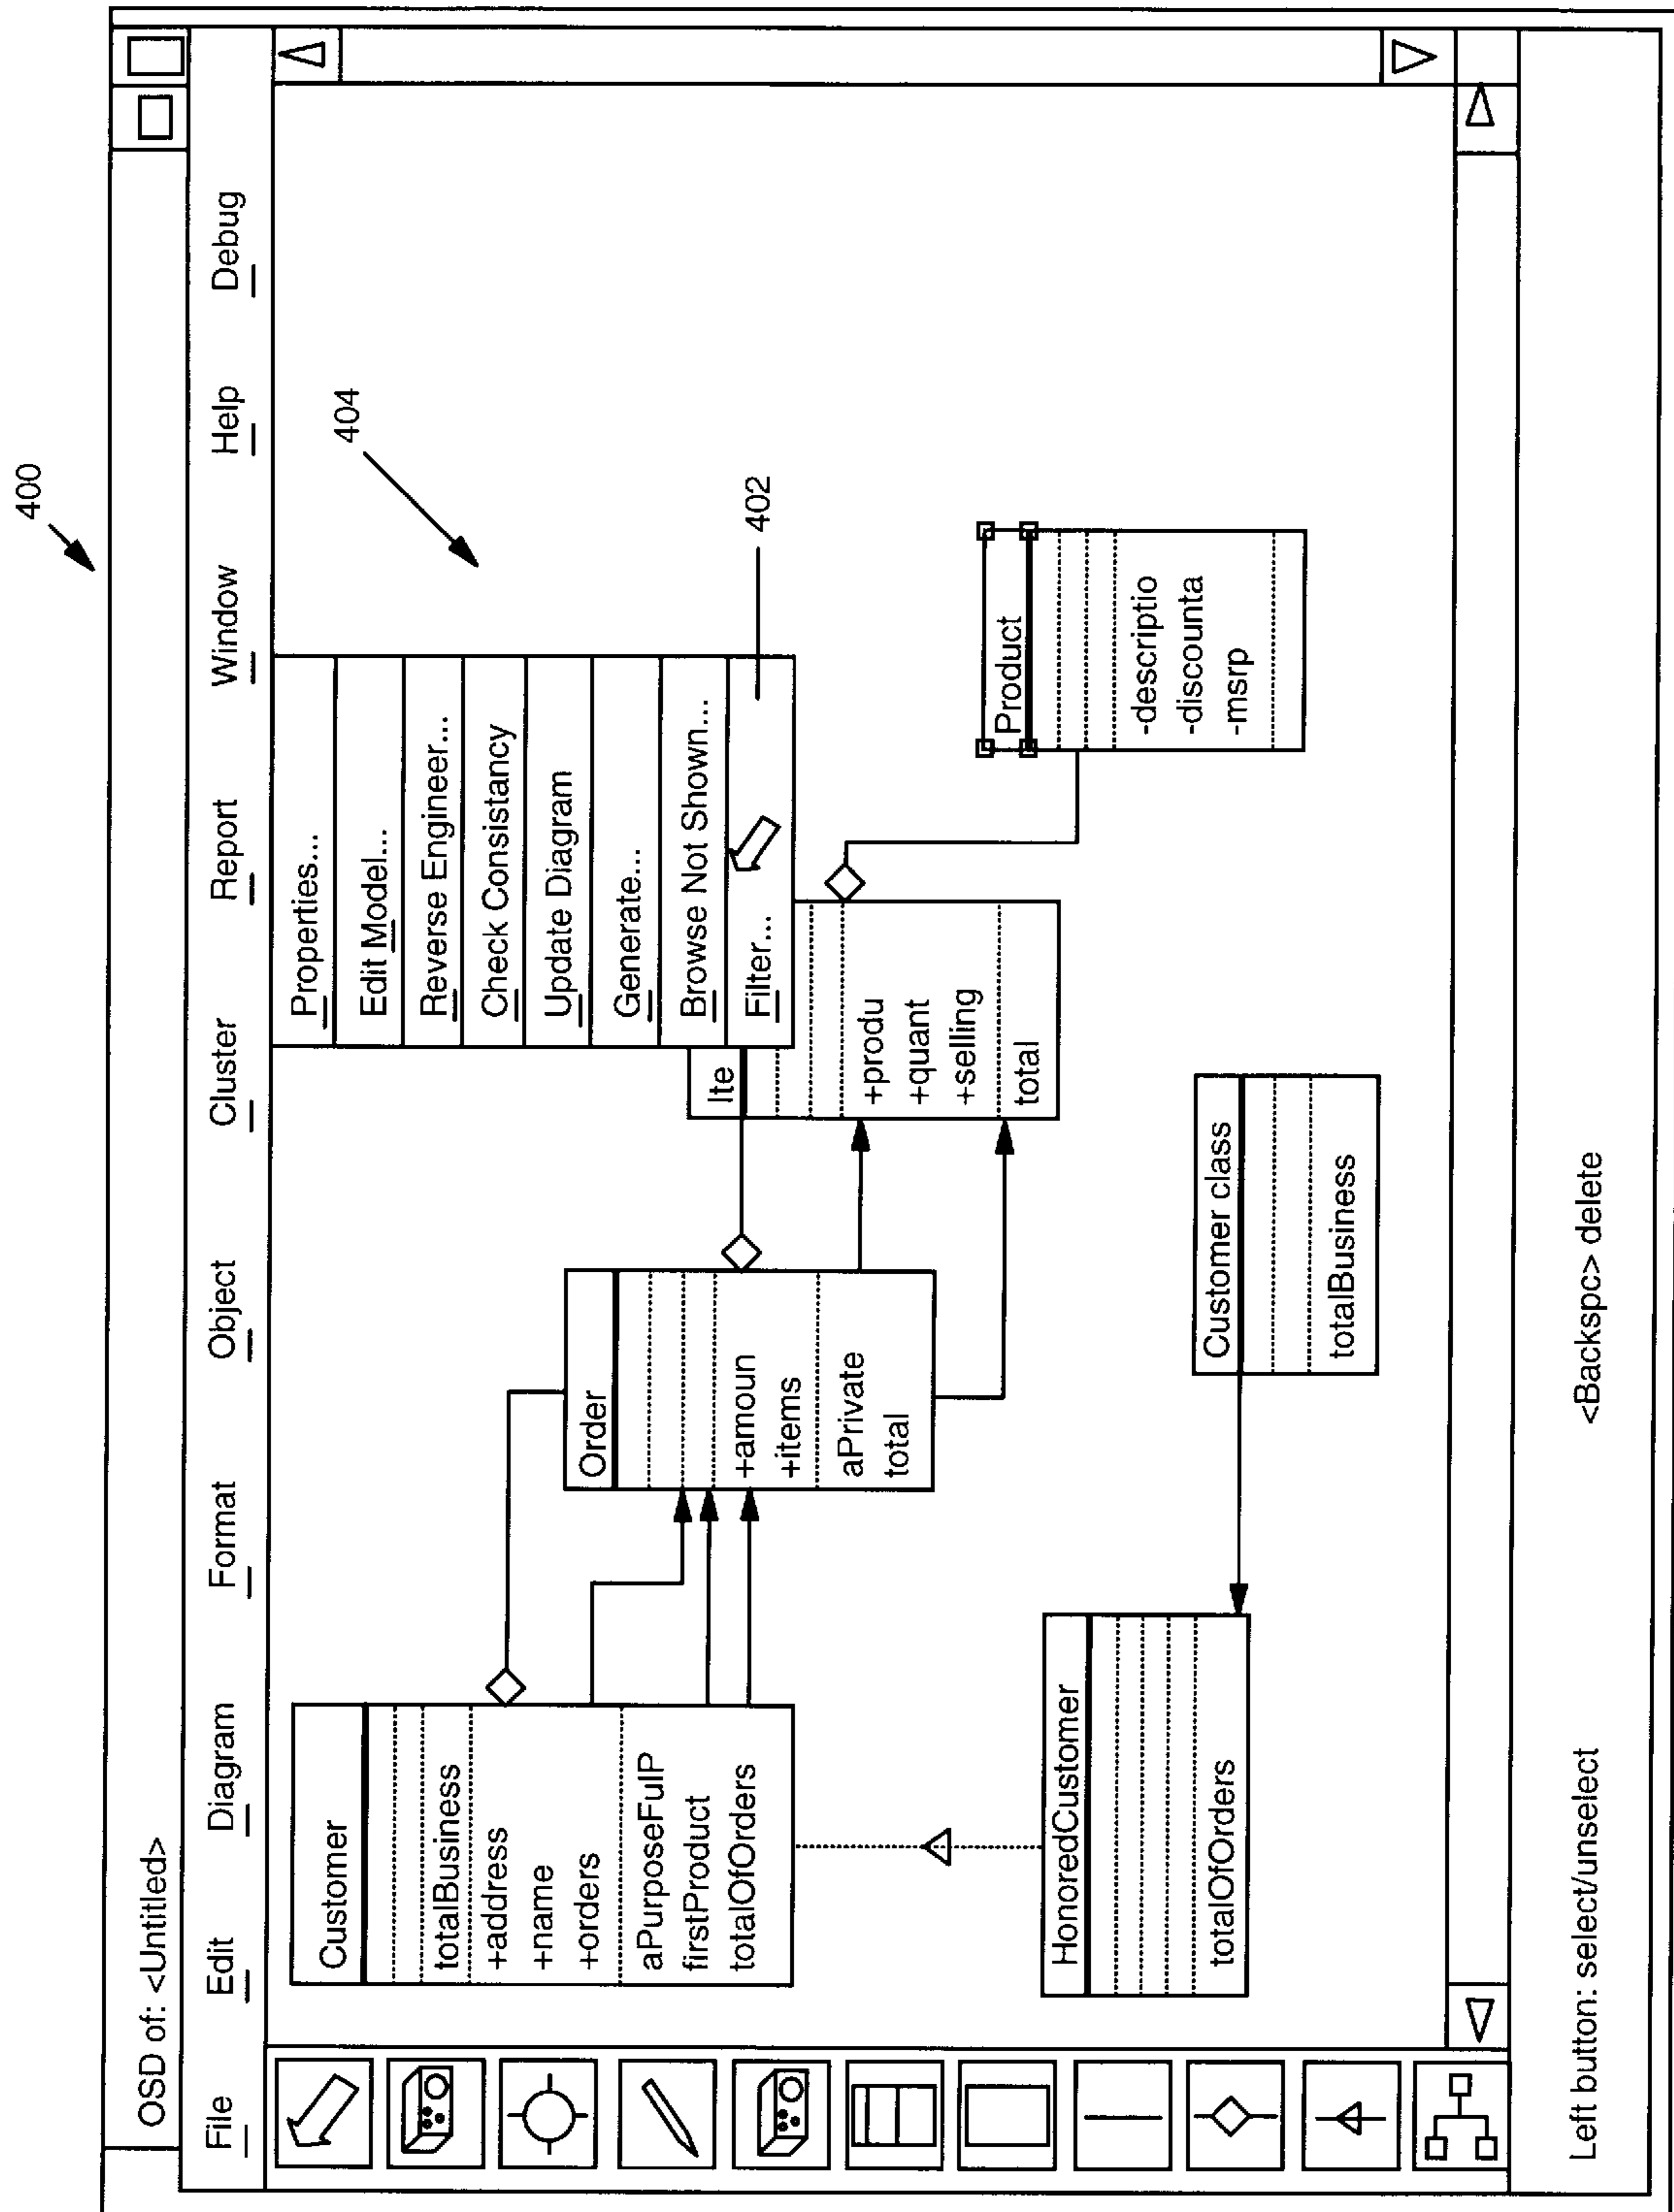 400
OSD of: <Untitled>
File Edit Diagram Format Object Cluster Report Window Help Debug
Properties...
Edit Model...
Reverse Engineer...
Check Consistancy
Update Diagram
Generate...
Browse Not Shown...
Filter...
404
402
Customer
totalBusiness
+address
+name
+orders
aPurposeFulP
firstProduct
totalOfOrders
Order
+amoun
+items
aPrivate
total
Ite
+produ
+quant
+selling
total
Product
-descriptio
-discounta
-msrp
HonoredCustomer
totalOfOrders
Customer class
totalBusiness
Left button: select/unselect <Backspc> delete